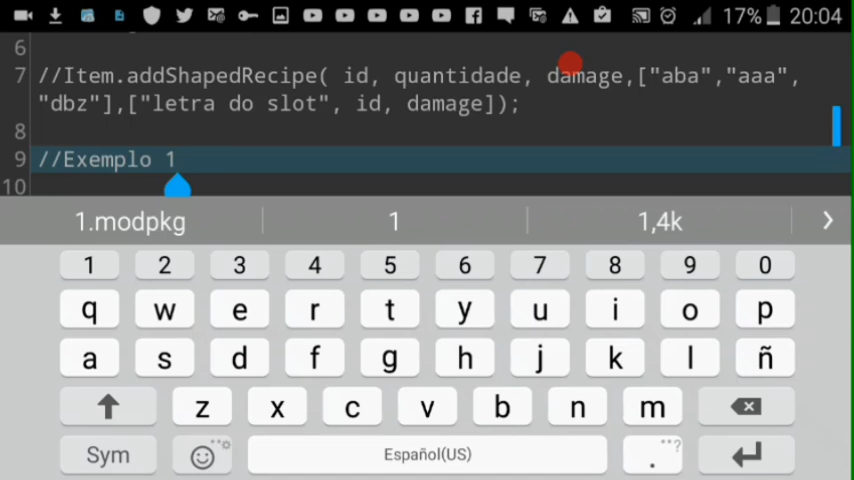 17% 20:04
6
7 //Item.addShapedRecipe( id, quantidade, damage,["aba","aaa",
"dbz"],["letra do slot", id, damage]);
8
9 //Exemplo 1
10
1.modpkg 1 1,4k >
1 2 3 4 5 6 7 8 9 0
q w e r t y u i o p
a s d f g h j k l ñ
z x c v b n m
Sym Español(US) . ?